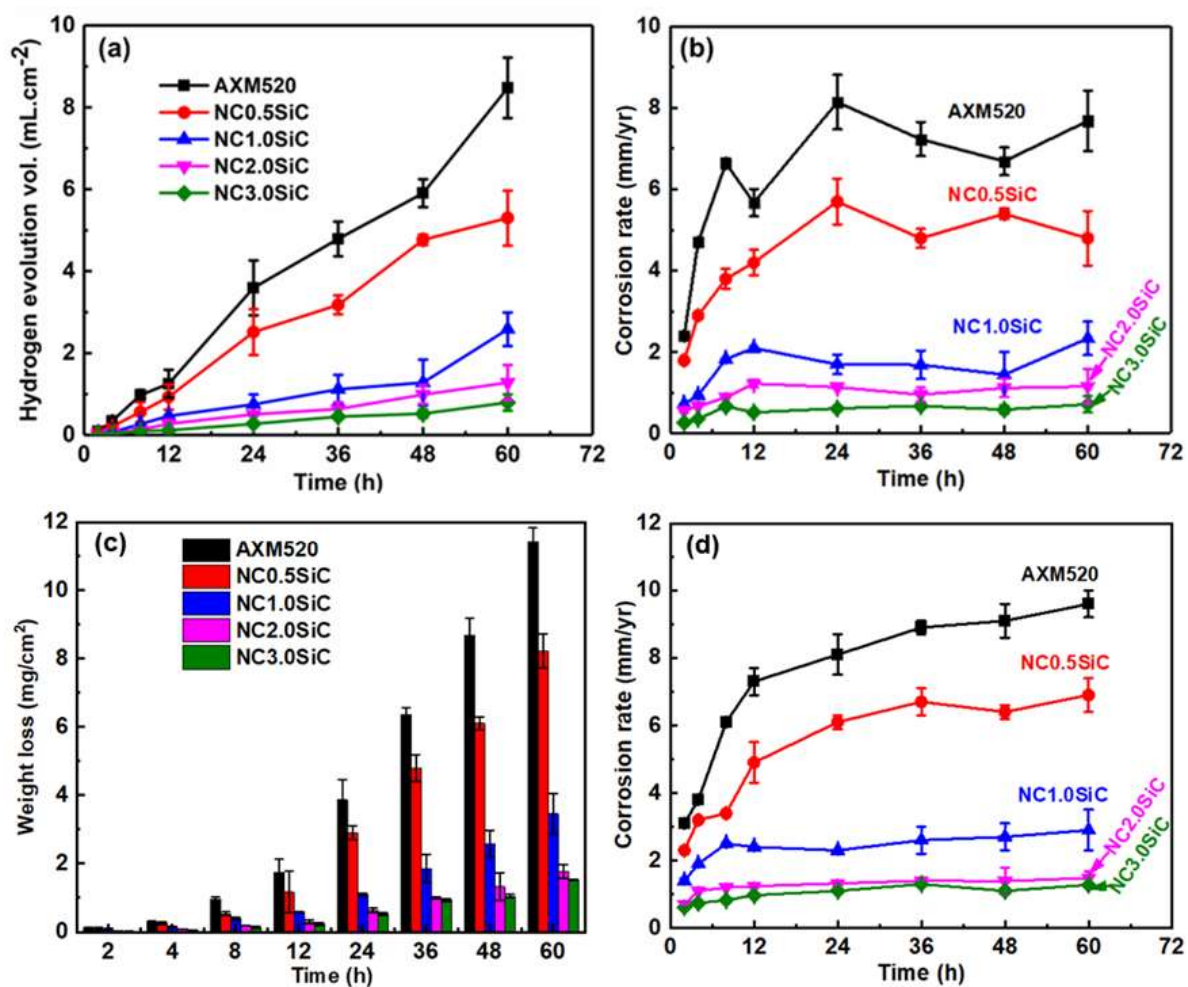 (a)
Hydrogen evolution vol. (mL.cm-2)
10
8
6
4
2
0
AXM520
NC0.5SiC
NC1.0SiC
NC2.0SiC
NC3.0SiC
0 12 24 36 48 60 72
Time (h)
(b)
Corrosion rate (mm/yr)
10
8
6
4
2
0
AXM520
NC0.5SiC
NC1.0SiC
NC2.0SiC
NC3.0SiC
0 12 24 36 48 60 72
Time (h)
(c)
Weight loss (mg/cm²)
12
10
8
6
4
2
0
AXM520
NC0.5SiC
NC1.0SiC
NC2.0SiC
NC3.0SiC
2 4 8 12 24 36 48 60
Time (h)
(d)
Corrosion rate (mm/yr)
12
10
8
6
4
2
0
AXM520
NC0.5SiC
NC1.0SiC
NC2.0SiC
NC3.0SiC
0 12 24 36 48 60 72
Time (h)